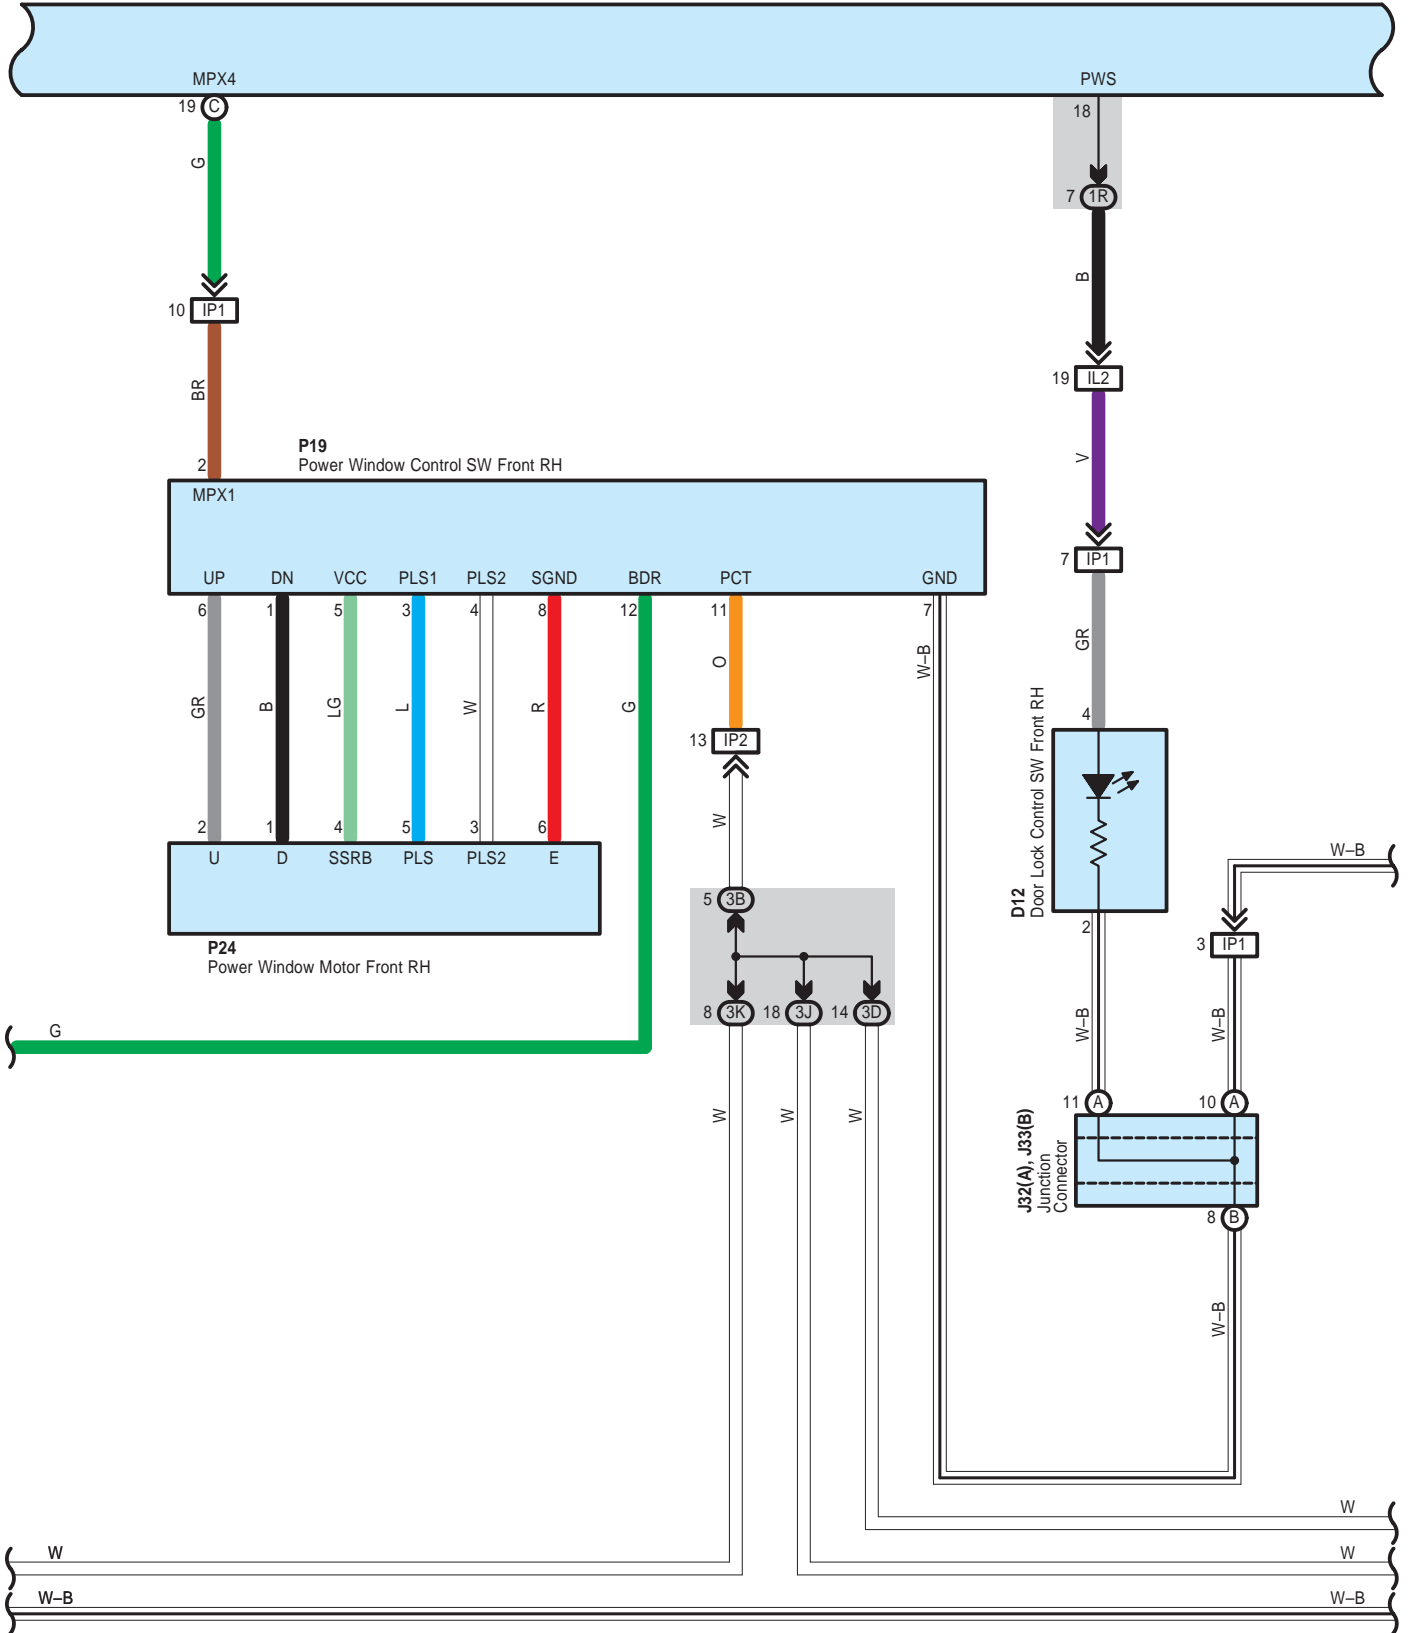 MPX4
PWS
19 C
18
7 1R
G
B
10 IP1
19 IL2
BR
V
P19
Power Window Control SW Front RH
2
MPX1
7 IP1
UP DN VCC PLS1 PLS2 SGND BDR PCT GND
6 1 5 3 4 8 12 11 7
GR B LG L W R G O W–B
GR
13 IP2
4
D12
Door Lock Control SW Front RH
2 1 4 5 3 6
U D SSRB PLS PLS2 E
W
P24
Power Window Motor Front RH
5 3B
2
W–B
3 IP1
8 3K 18 3J 14 3D
G
W W W
W–B W–B
11 A 10 A
J32(A), J33(B)
Junction
Connector
8 B
W–B
W
W W
W–B W–B